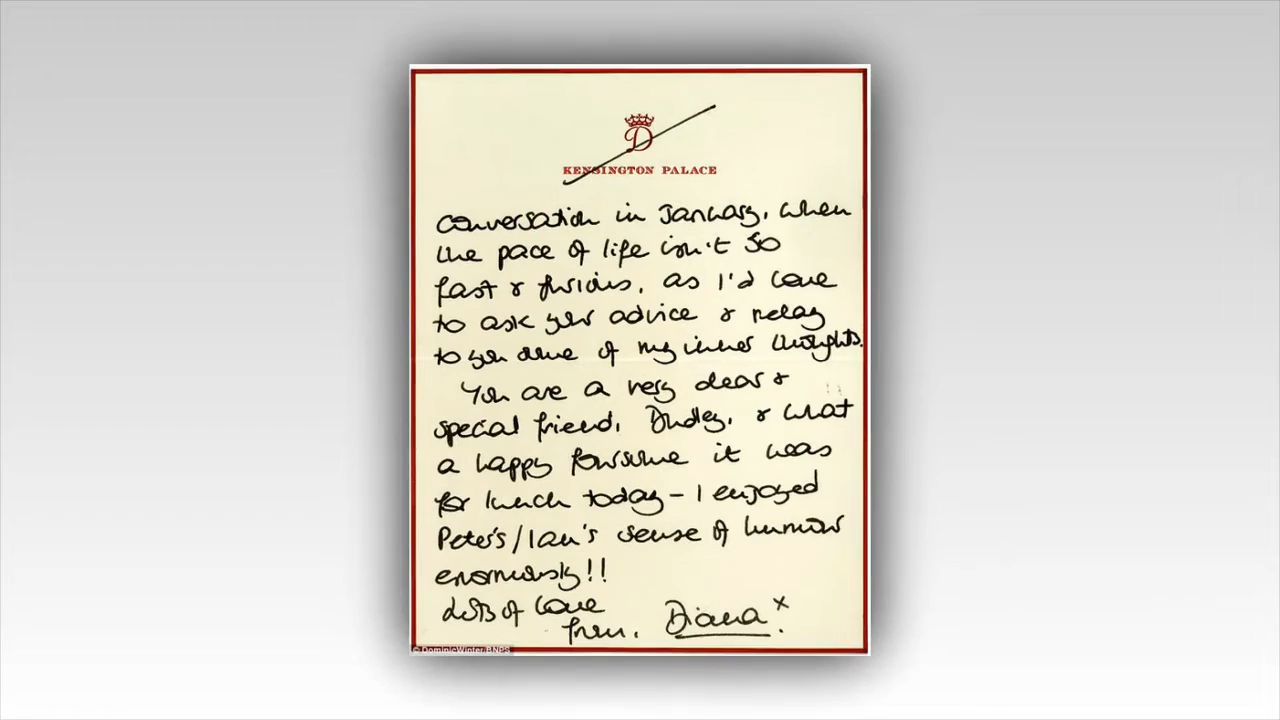 D
KENSINGTON PALACE
conversation in January, when
the pace of life isn't so
fast & furious, as I'd love
to ask your advice & relay
to you some of my inner thoughts.
You are a very dear &
special friend, Dudley, & what
a happy foursome it was
for lunch today - I enjoyed
Peter's/Ian's sense of humour
enormously!!
Lots of love
from, Diana x
© DominicWinter/BNPS